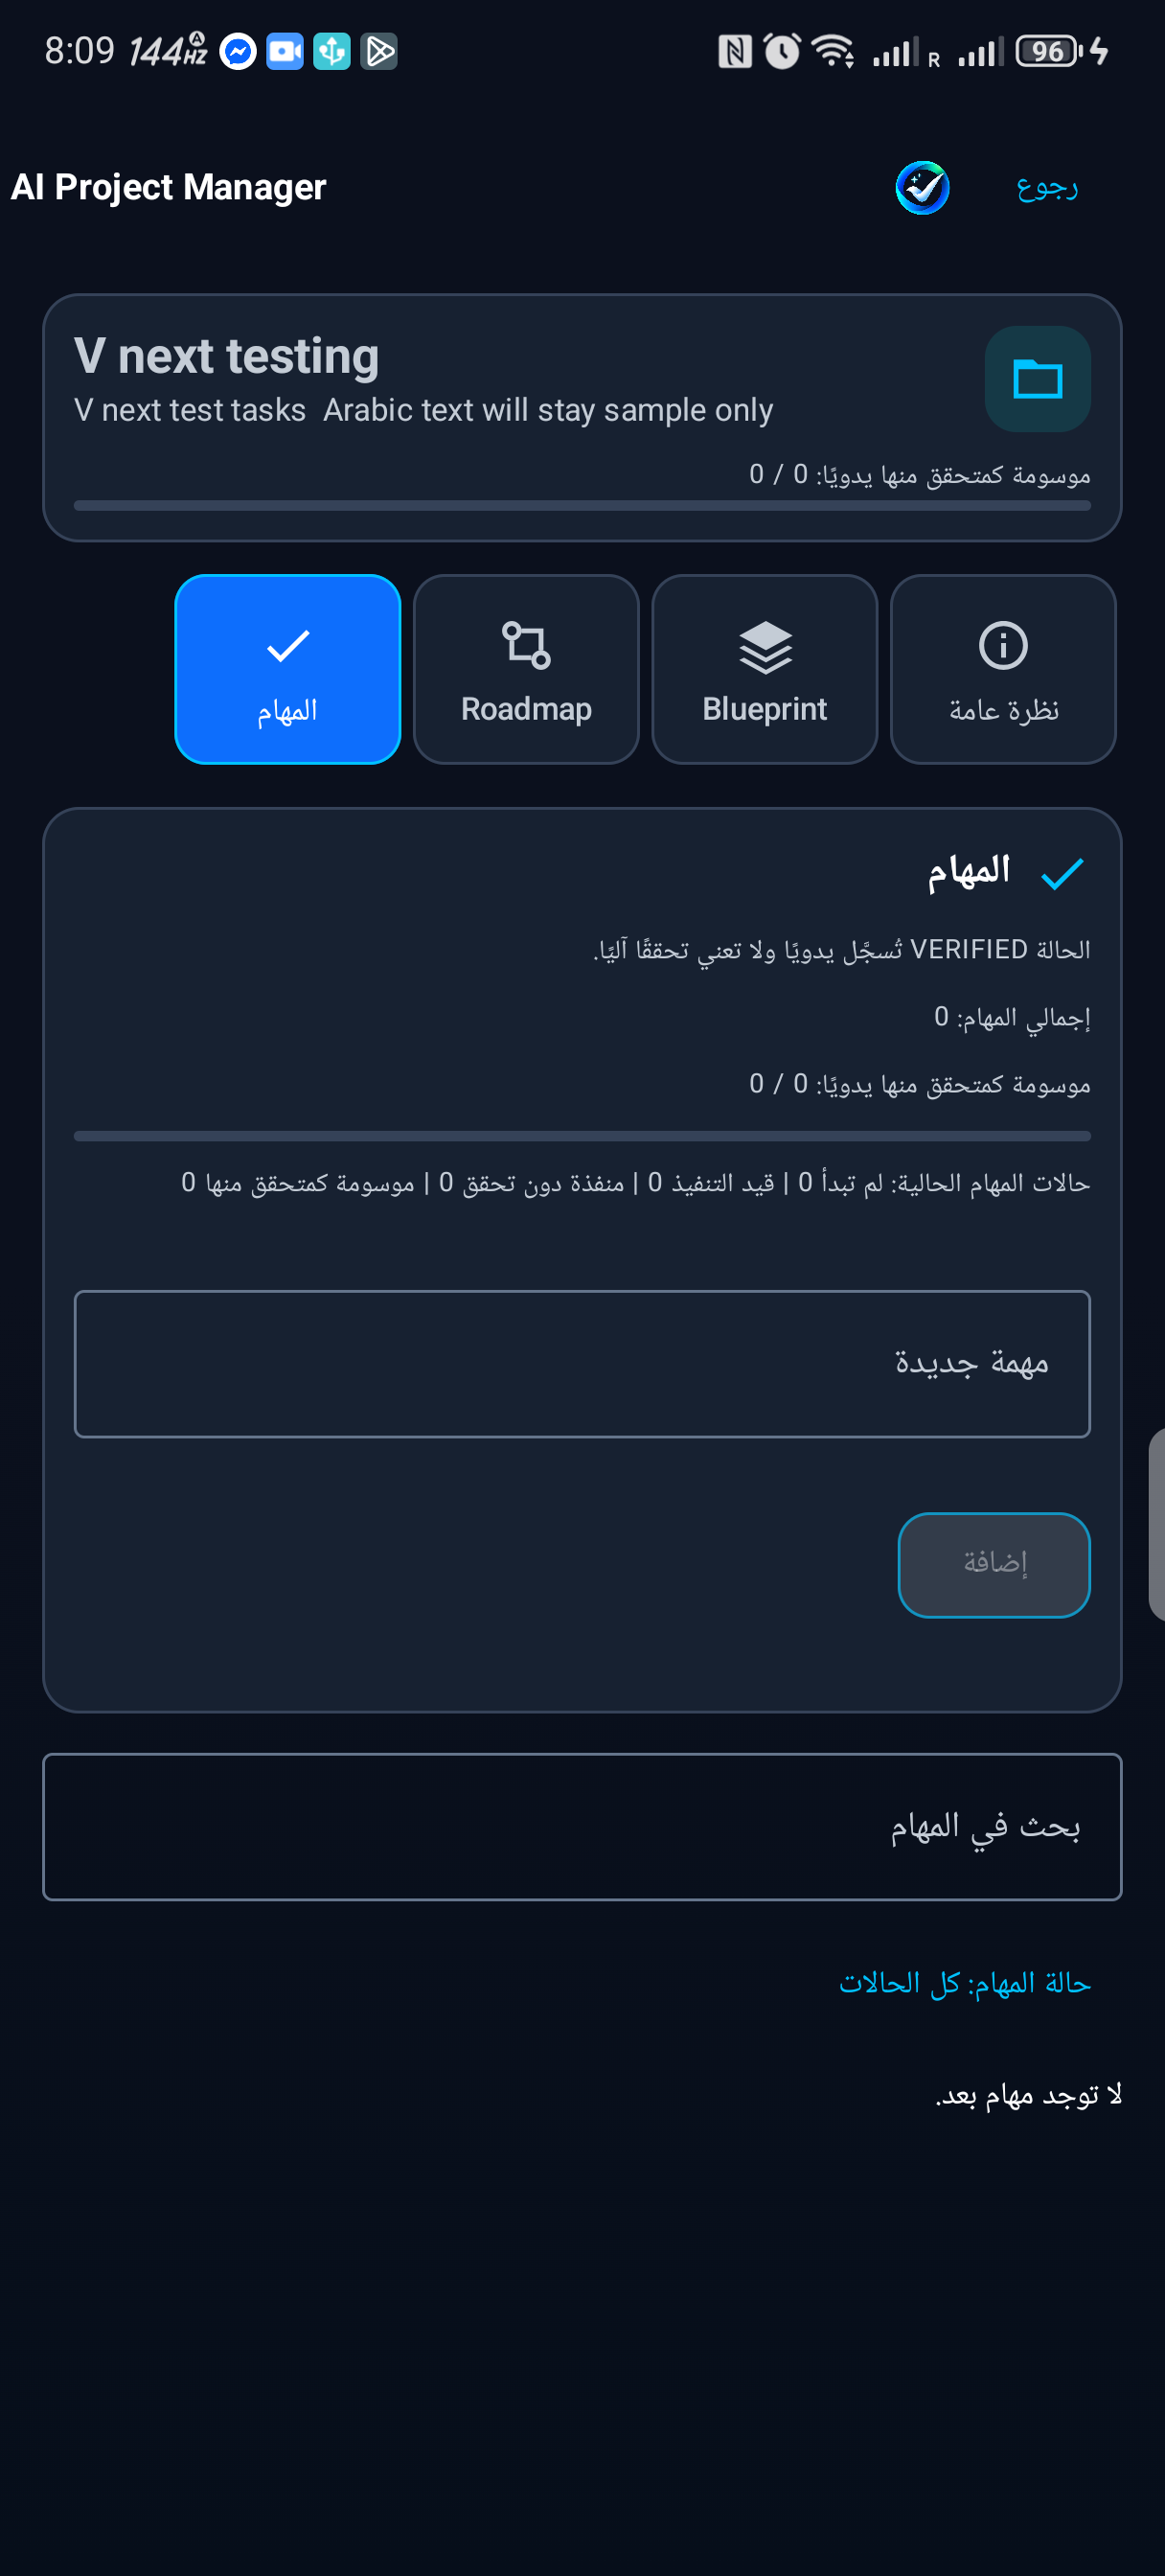 8:09 144HZ A
R 96
AI Project Manager
رجوع
V next testing
V next test tasks  Arabic text will stay sample only
موسومة كمتحقق منها يدويًا: 0 / 0
نظرة عامة
Blueprint
Roadmap
المهام
المهام
الحالة VERIFIED تُسجَّل يدويًا ولا تعني تحققًا آليًا.
إجمالي المهام: 0
موسومة كمتحقق منها يدويًا: 0 / 0
حالات المهام الحالية: لم تبدأ 0 | قيد التنفيذ 0 | منفذة دون تحقق 0 | موسومة كمتحقق منها 0
مهمة جديدة
إضافة
بحث في المهام
حالة المهام: كل الحالات
لا توجد مهام بعد.